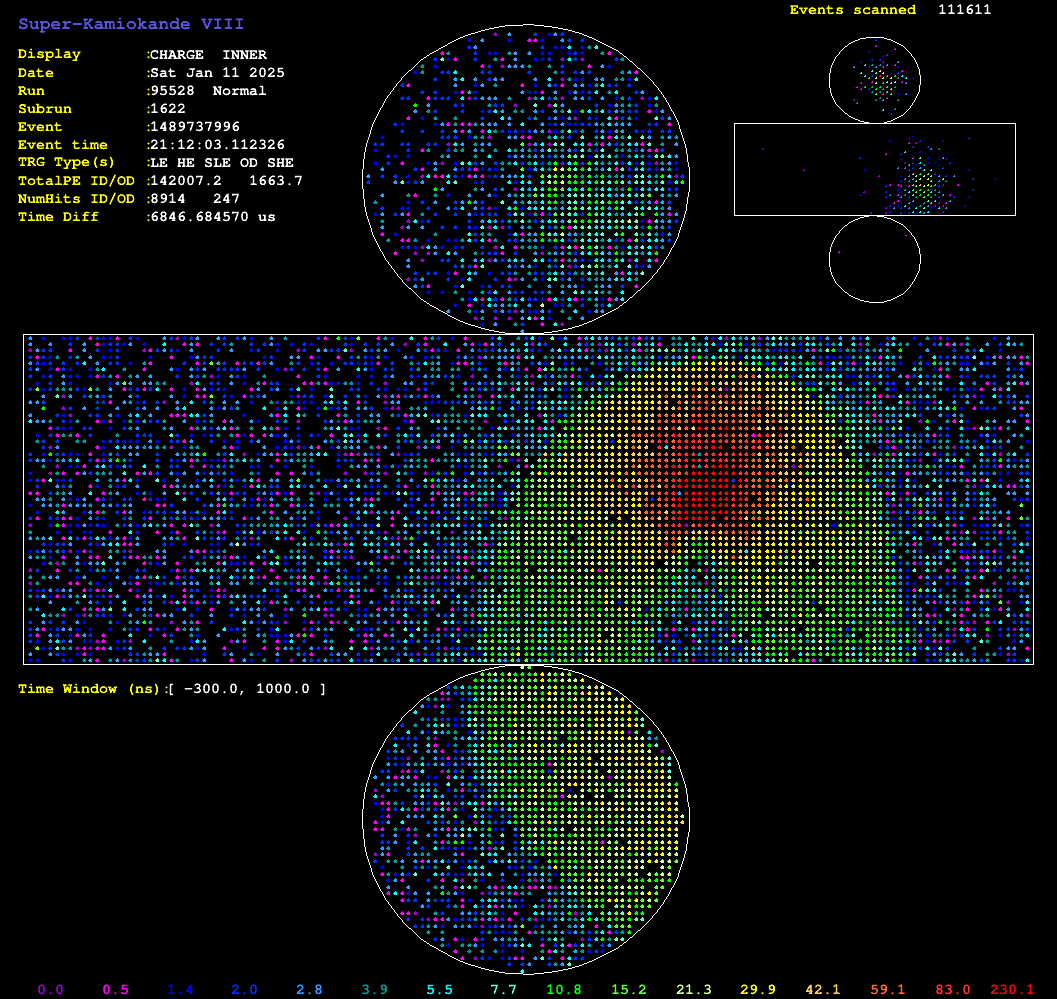 Super-Kamiokande VIII
Events scanned 111611
Display :CHARGE INNER
Date :Sat Jan 11 2025
Run :95528 Normal
Subrun :1622
Event :1489737996
Event time :21:12:03.112326
TRG Type(s) :LE HE SLE OD SHE
TotalPE ID/OD :142007.2 1663.7
NumHits ID/OD :8914 247
Time Diff :6846.684570 us
Time Window (ns):[ -300.0, 1000.0 ]
0.0 0.5 1.4 2.0 2.8 3.9 5.5 7.7 10.8 15.2 21.3 29.9 42.1 59.1 83.0 230.1